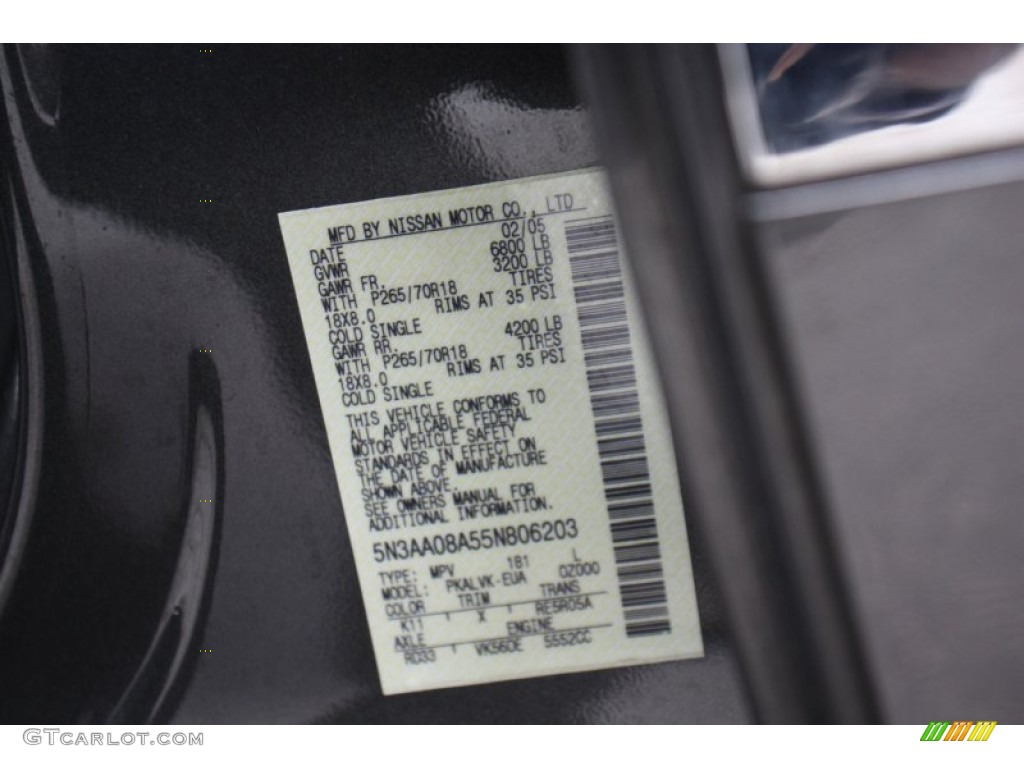 MFD BY NISSAN MOTOR CO., LTD
DATE 02/05
GVWR 6800 LB
GAWR FR. 3200 LB
WITH P265/70R18 TIRES
18X8.0 RIMS AT 35 PSI
COLD SINGLE
GAWR RR. 4200 LB
WITH P265/70R18 TIRES
18X8.0 RIMS AT 35 PSI
COLD SINGLE
THIS VEHICLE CONFORMS TO
ALL APPLICABLE FEDERAL
MOTOR VEHICLE SAFETY
STANDARDS IN EFFECT ON
THE DATE OF MANUFACTURE
SHOWN ABOVE.
SEE OWNERS MANUAL FOR
ADDITIONAL INFORMATION.
5N3AA08A55N806203
TYPE: MPV 181 L
MODEL: PKALVK-EUA 0Z000
COLOR TRIM TRANS
K11 X RE5R05A
AXLE ENGINE
RD33 VK56DE 5552CC
GTCARLOT.COM